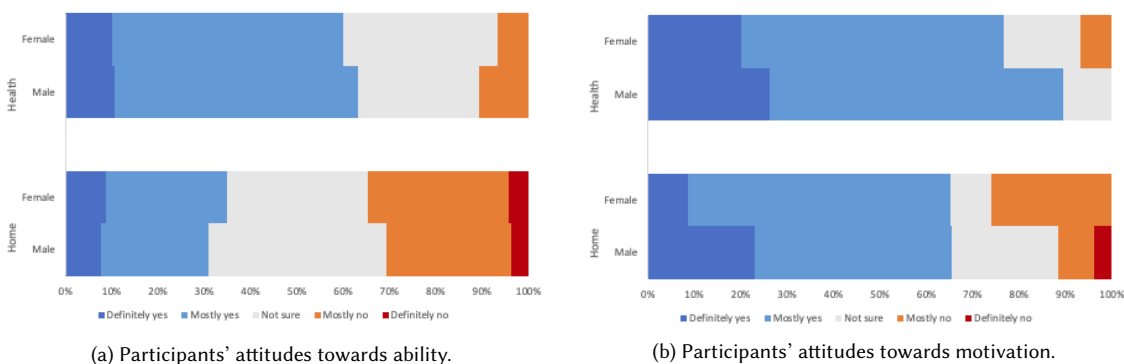 Female
Health
Male
Female
Home
Male
0% 10% 20% 30% 40% 50% 60% 70% 80% 90% 100%
Definitely yes Mostly yes Not sure Mostly no Definitely no
(a) Participants' attitudes towards ability.
Female
Health
Male
Female
Home
Male
0% 10% 20% 30% 40% 50% 60% 70% 80% 90% 100%
Definitely yes Mostly yes Not sure Mostly no Definitely no
(b) Participants' attitudes towards motivation.